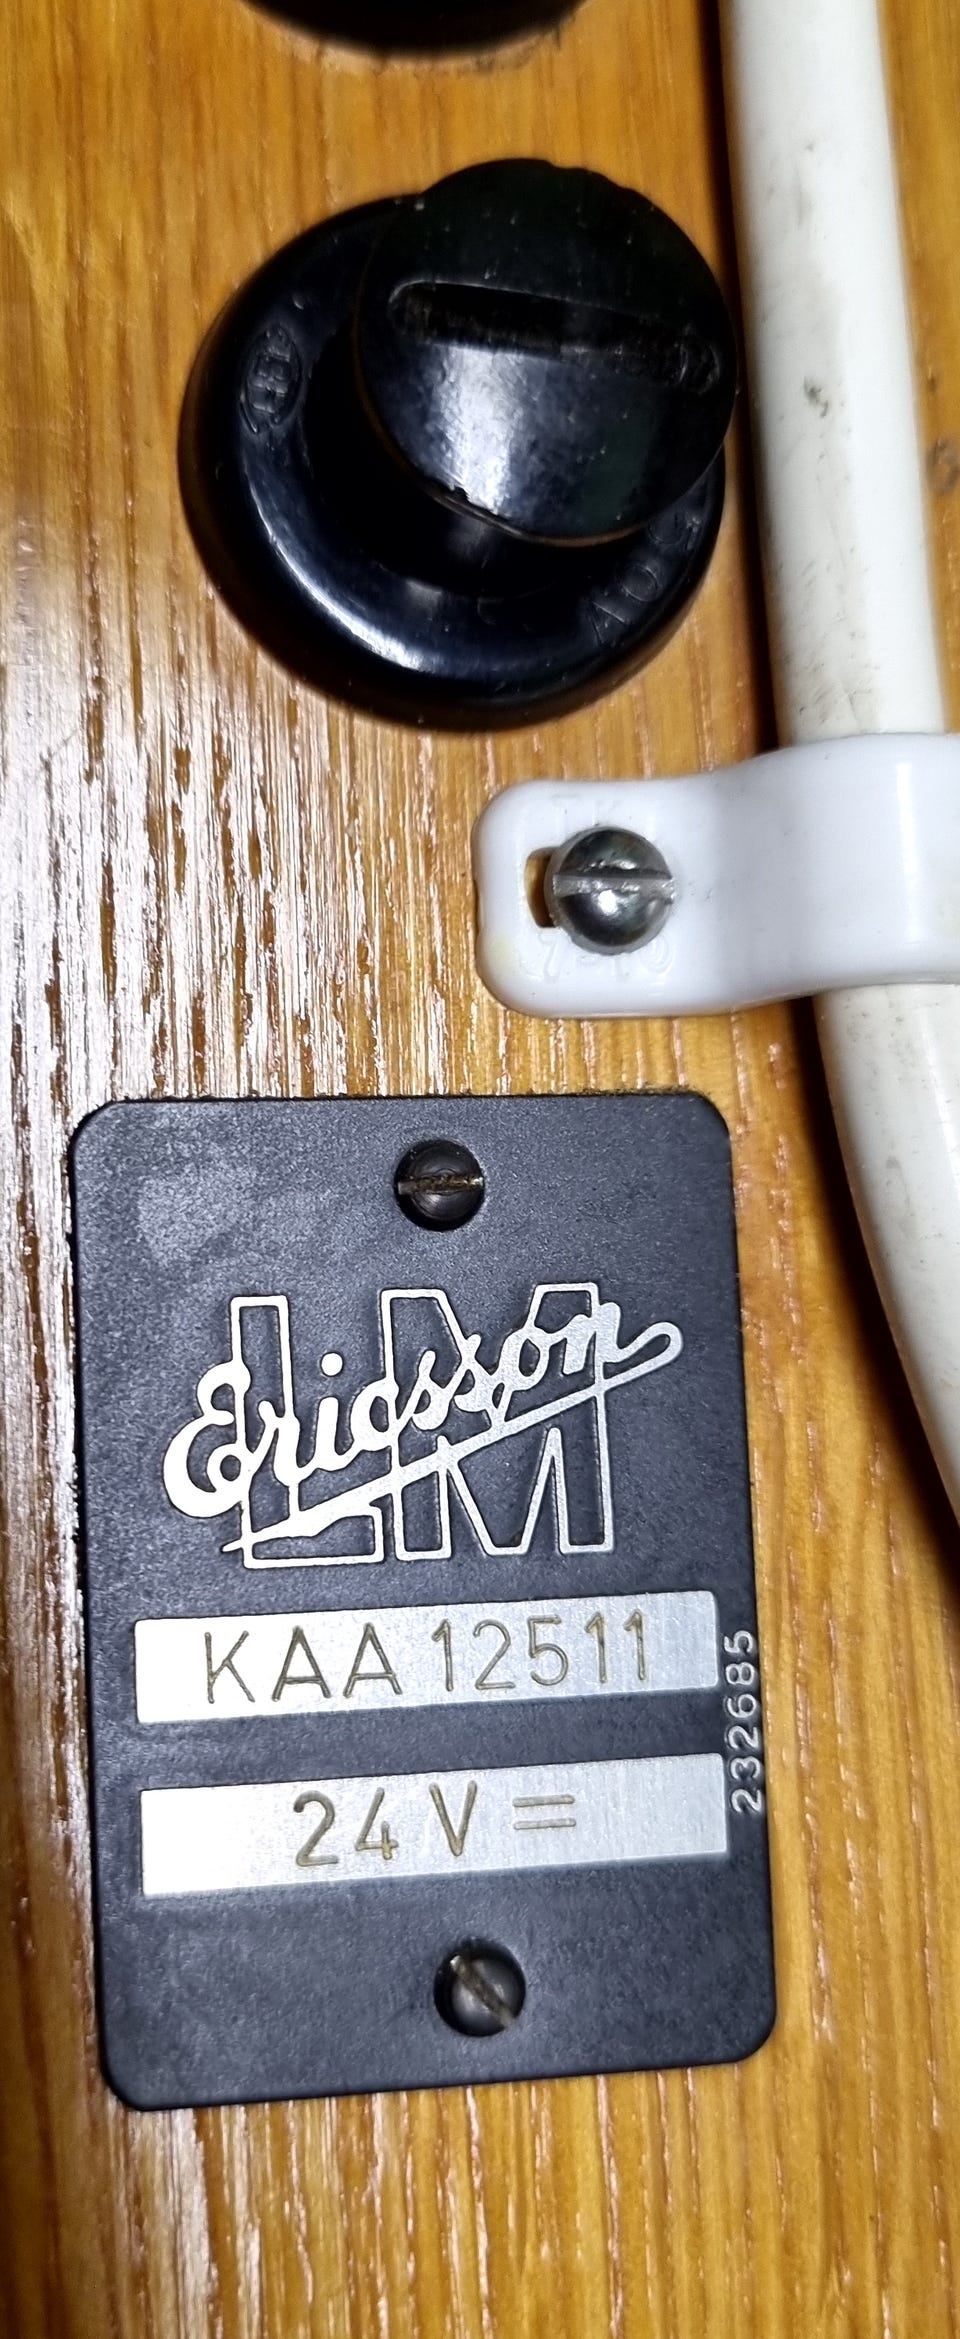 LM
Ericsson
KAA 12511
24 V =
232685